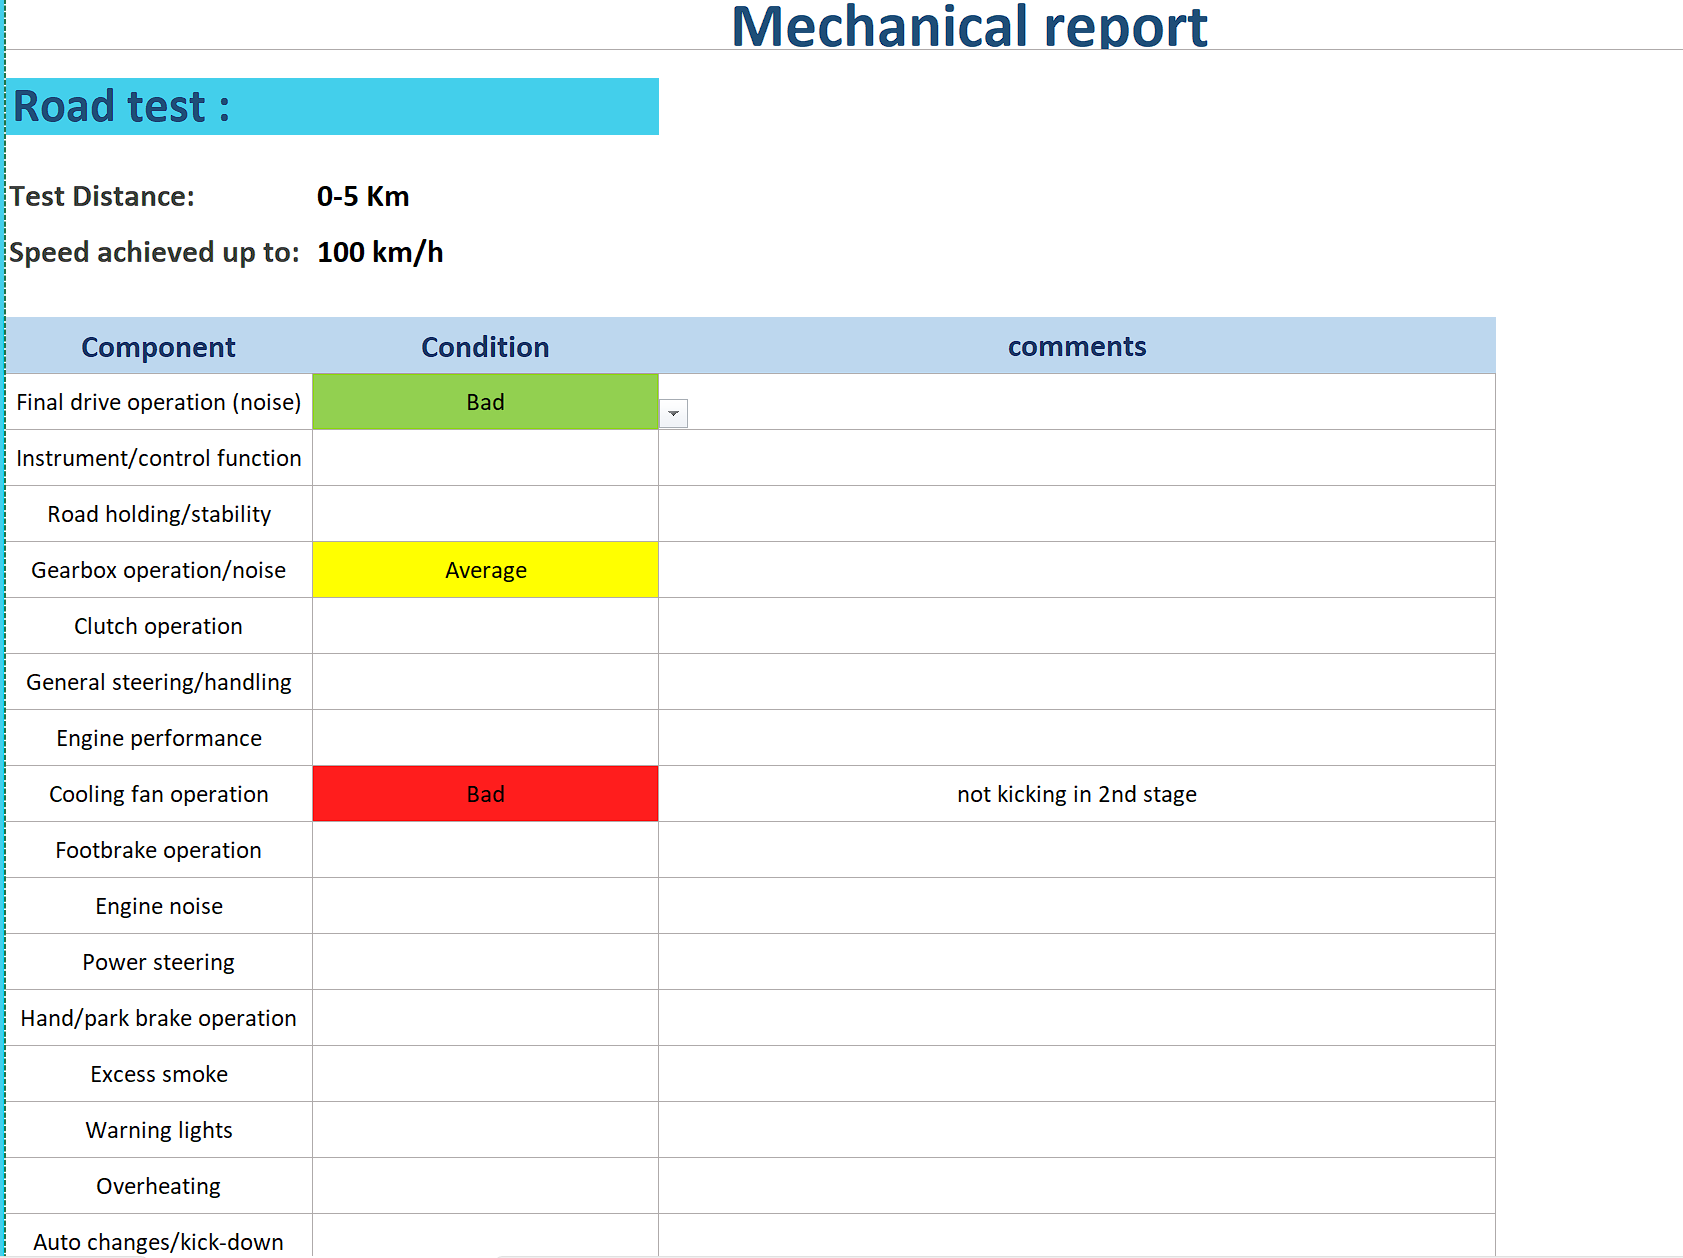 Mechanical report
Road test :
Test Distance: 0-5 Km
Speed achieved up to: 100 km/h
Component Condition comments
Final drive operation (noise) Bad
Instrument/control function
Road holding/stability
Gearbox operation/noise Average
Clutch operation
General steering/handling
Engine performance
Cooling fan operation Bad not kicking in 2nd stage
Footbrake operation
Engine noise
Power steering
Hand/park brake operation
Excess smoke
Warning lights
Overheating
Auto changes/kick-down